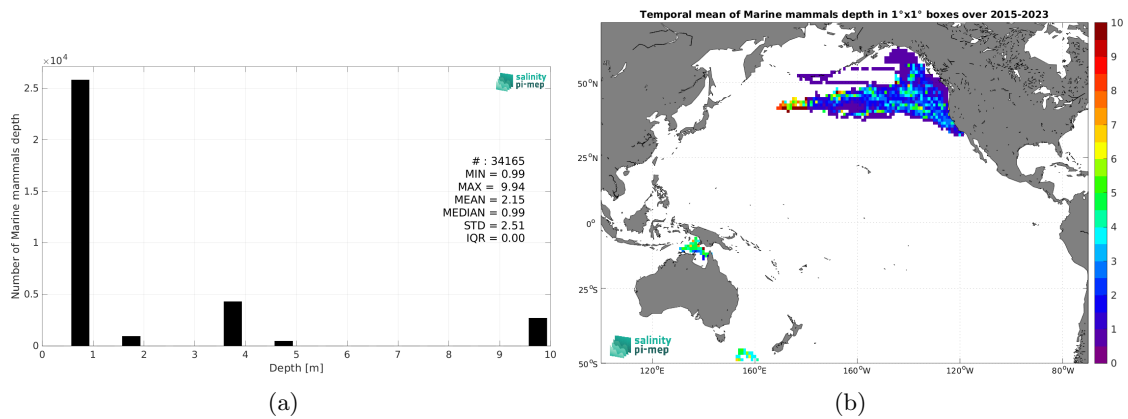 ×10⁴
2.5
2
1.5
1
0.5
0
Number of Marine mammals depth
salinity
pi-mep
# : 34165
MIN = 0.99
MAX = 9.94
MEAN = 2.15
MEDIAN = 0.99
STD = 2.51
IQR = 0.00
0 1 2 3 4 5 6 7 8 9 10
Depth [m]
(a)
Temporal mean of Marine mammals depth in 1°x1° boxes over 2015-2023
50°N
25°N
0°
25°S
50°S
salinity
pi-mep
120°E 160°E 160°W 120°W 80°W
10
9
8
7
6
5
4
3
2
1
0
(b)